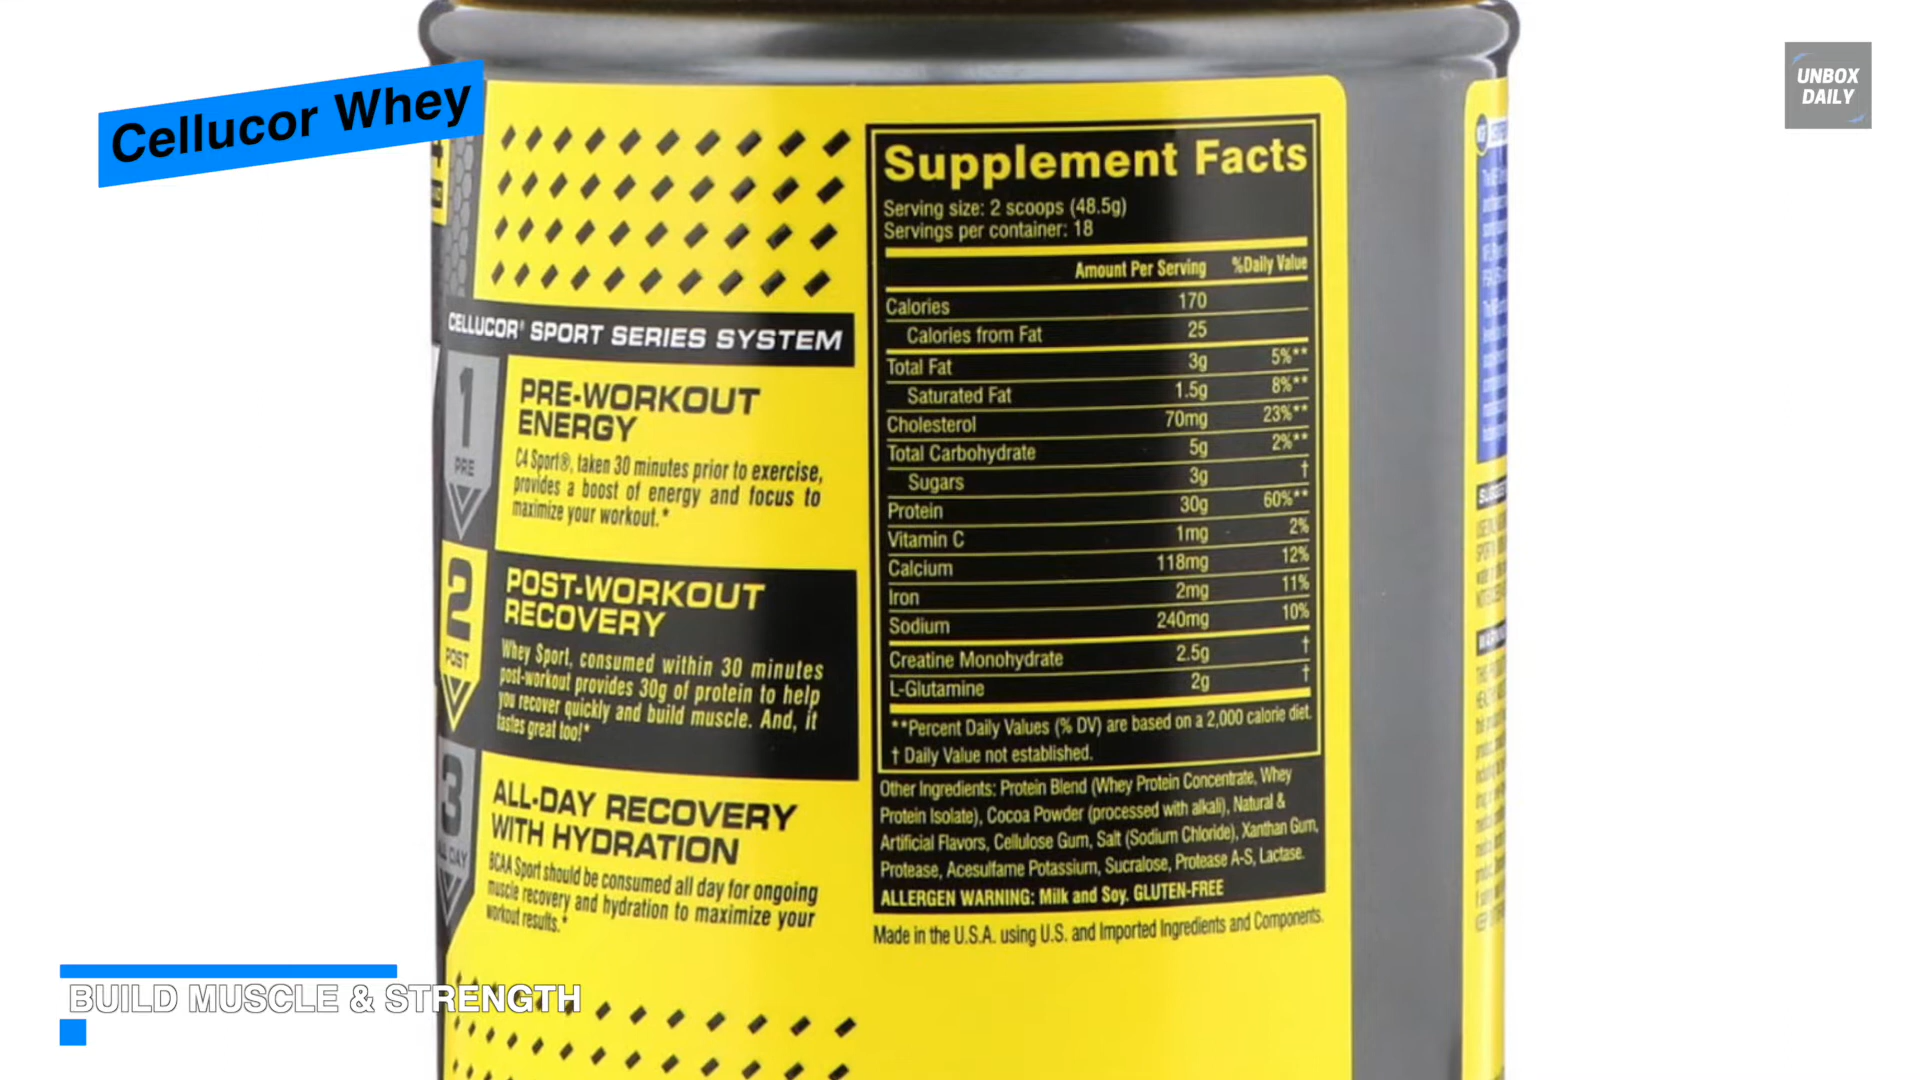 Cellucor Whey
UNBOX
DAILY
CELLUCOR® SPORT SERIES SYSTEM
1
PRE
PRE-WORKOUT
ENERGY
C4 Sport®, taken 30 minutes prior to exercise,
provides a boost of energy and focus to
maximize your workout.*
2
POST
POST-WORKOUT
RECOVERY
Whey Sport, consumed within 30 minutes
post-workout provides 30g of protein to help
you recover quickly and build muscle. And, it
tastes great too!*
3
DAY
ALL-DAY RECOVERY
WITH HYDRATION
BCAA Sport should be consumed all day for ongoing
muscle recovery and hydration to maximize your
workout results.*
Supplement Facts
Serving size: 2 scoops (48.5g)
Servings per container: 18
Amount Per Serving %Daily Value
Calories 170
Calories from Fat 25
Total Fat 3g 5%**
Saturated Fat 1.5g 8%**
Cholesterol 70mg 23%**
Total Carbohydrate 5g 2%**
Sugars 3g †
Protein 30g 60%**
Vitamin C 1mg 2%
Calcium 118mg 12%
Iron 2mg 11%
Sodium 240mg 10%
Creatine Monohydrate 2.5g †
L-Glutamine 2g †
**Percent Daily Values (% DV) are based on a 2,000 calorie diet.
† Daily Value not established.
Other Ingredients: Protein Blend (Whey Protein Concentrate, Whey
Protein Isolate), Cocoa Powder (processed with alkali), Natural &
Artificial Flavors, Cellulose Gum, Salt (Sodium Chloride), Xanthan Gum,
Protease, Acesulfame Potassium, Sucralose, Protease A-S, Lactase.
ALLERGEN WARNING: Milk and Soy. GLUTEN-FREE
Made in the U.S.A. using U.S. and Imported Ingredients and Components.
BUILD MUSCLE & STRENGTH